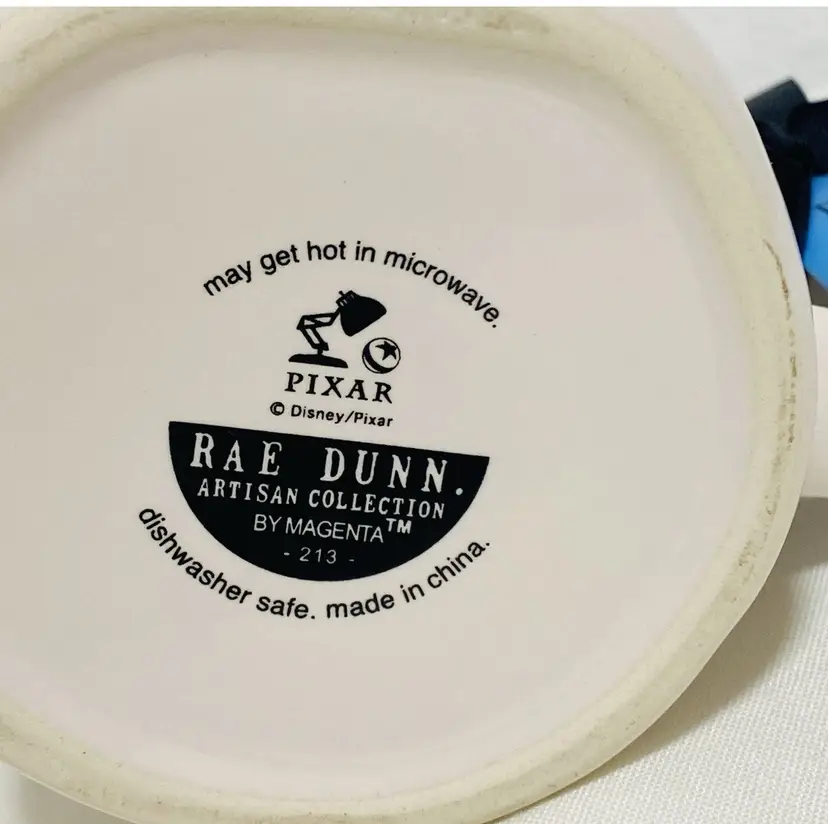 may get hot in microwave.
PIXAR
© Disney/Pixar
RAE DUNN.
ARTISAN COLLECTION
BY MAGENTA™
- 213 -
dishwasher safe. made in china.